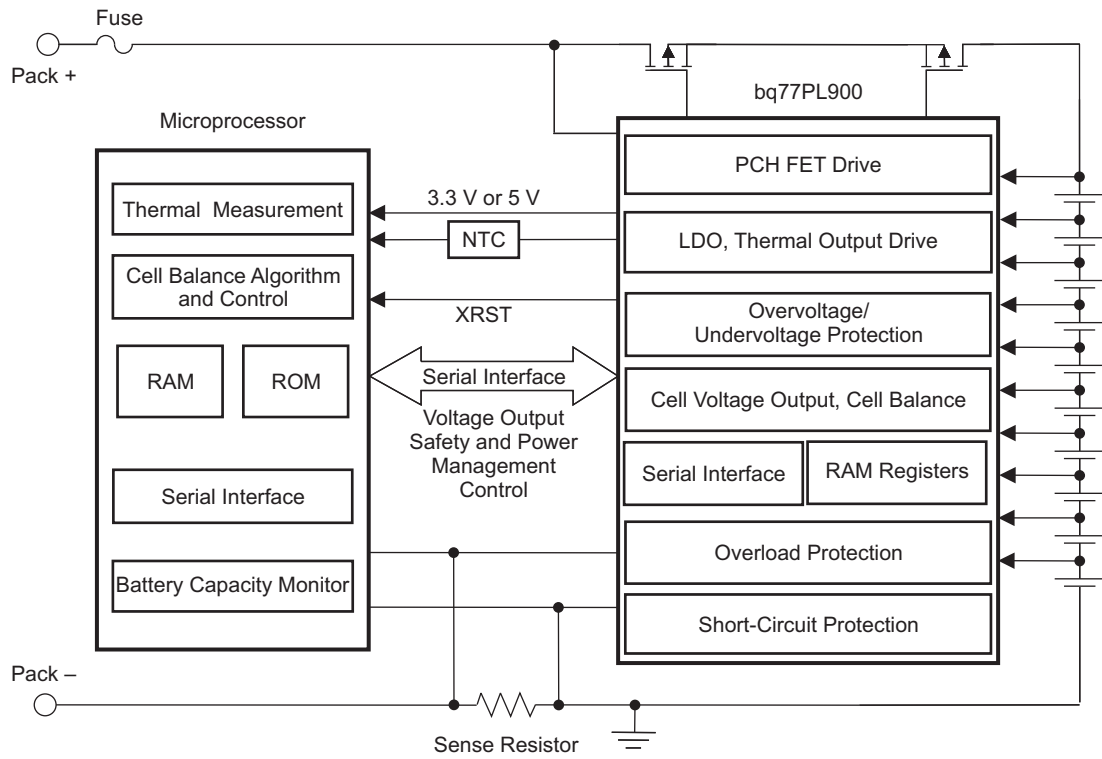 Fuse
Pack +
bq77PL900
Microprocessor
Thermal Measurement
Cell Balance Algorithm
and Control
RAM
ROM
Serial Interface
Battery Capacity Monitor
3.3 V or 5 V
NTC
XRST
Serial Interface
Voltage Output
Safety and Power
Management
Control
PCH FET Drive
LDO, Thermal Output Drive
Overvoltage/
Undervoltage Protection
Cell Voltage Output, Cell Balance
Serial Interface
RAM Registers
Overload Protection
Short-Circuit Protection
Pack –
Sense Resistor